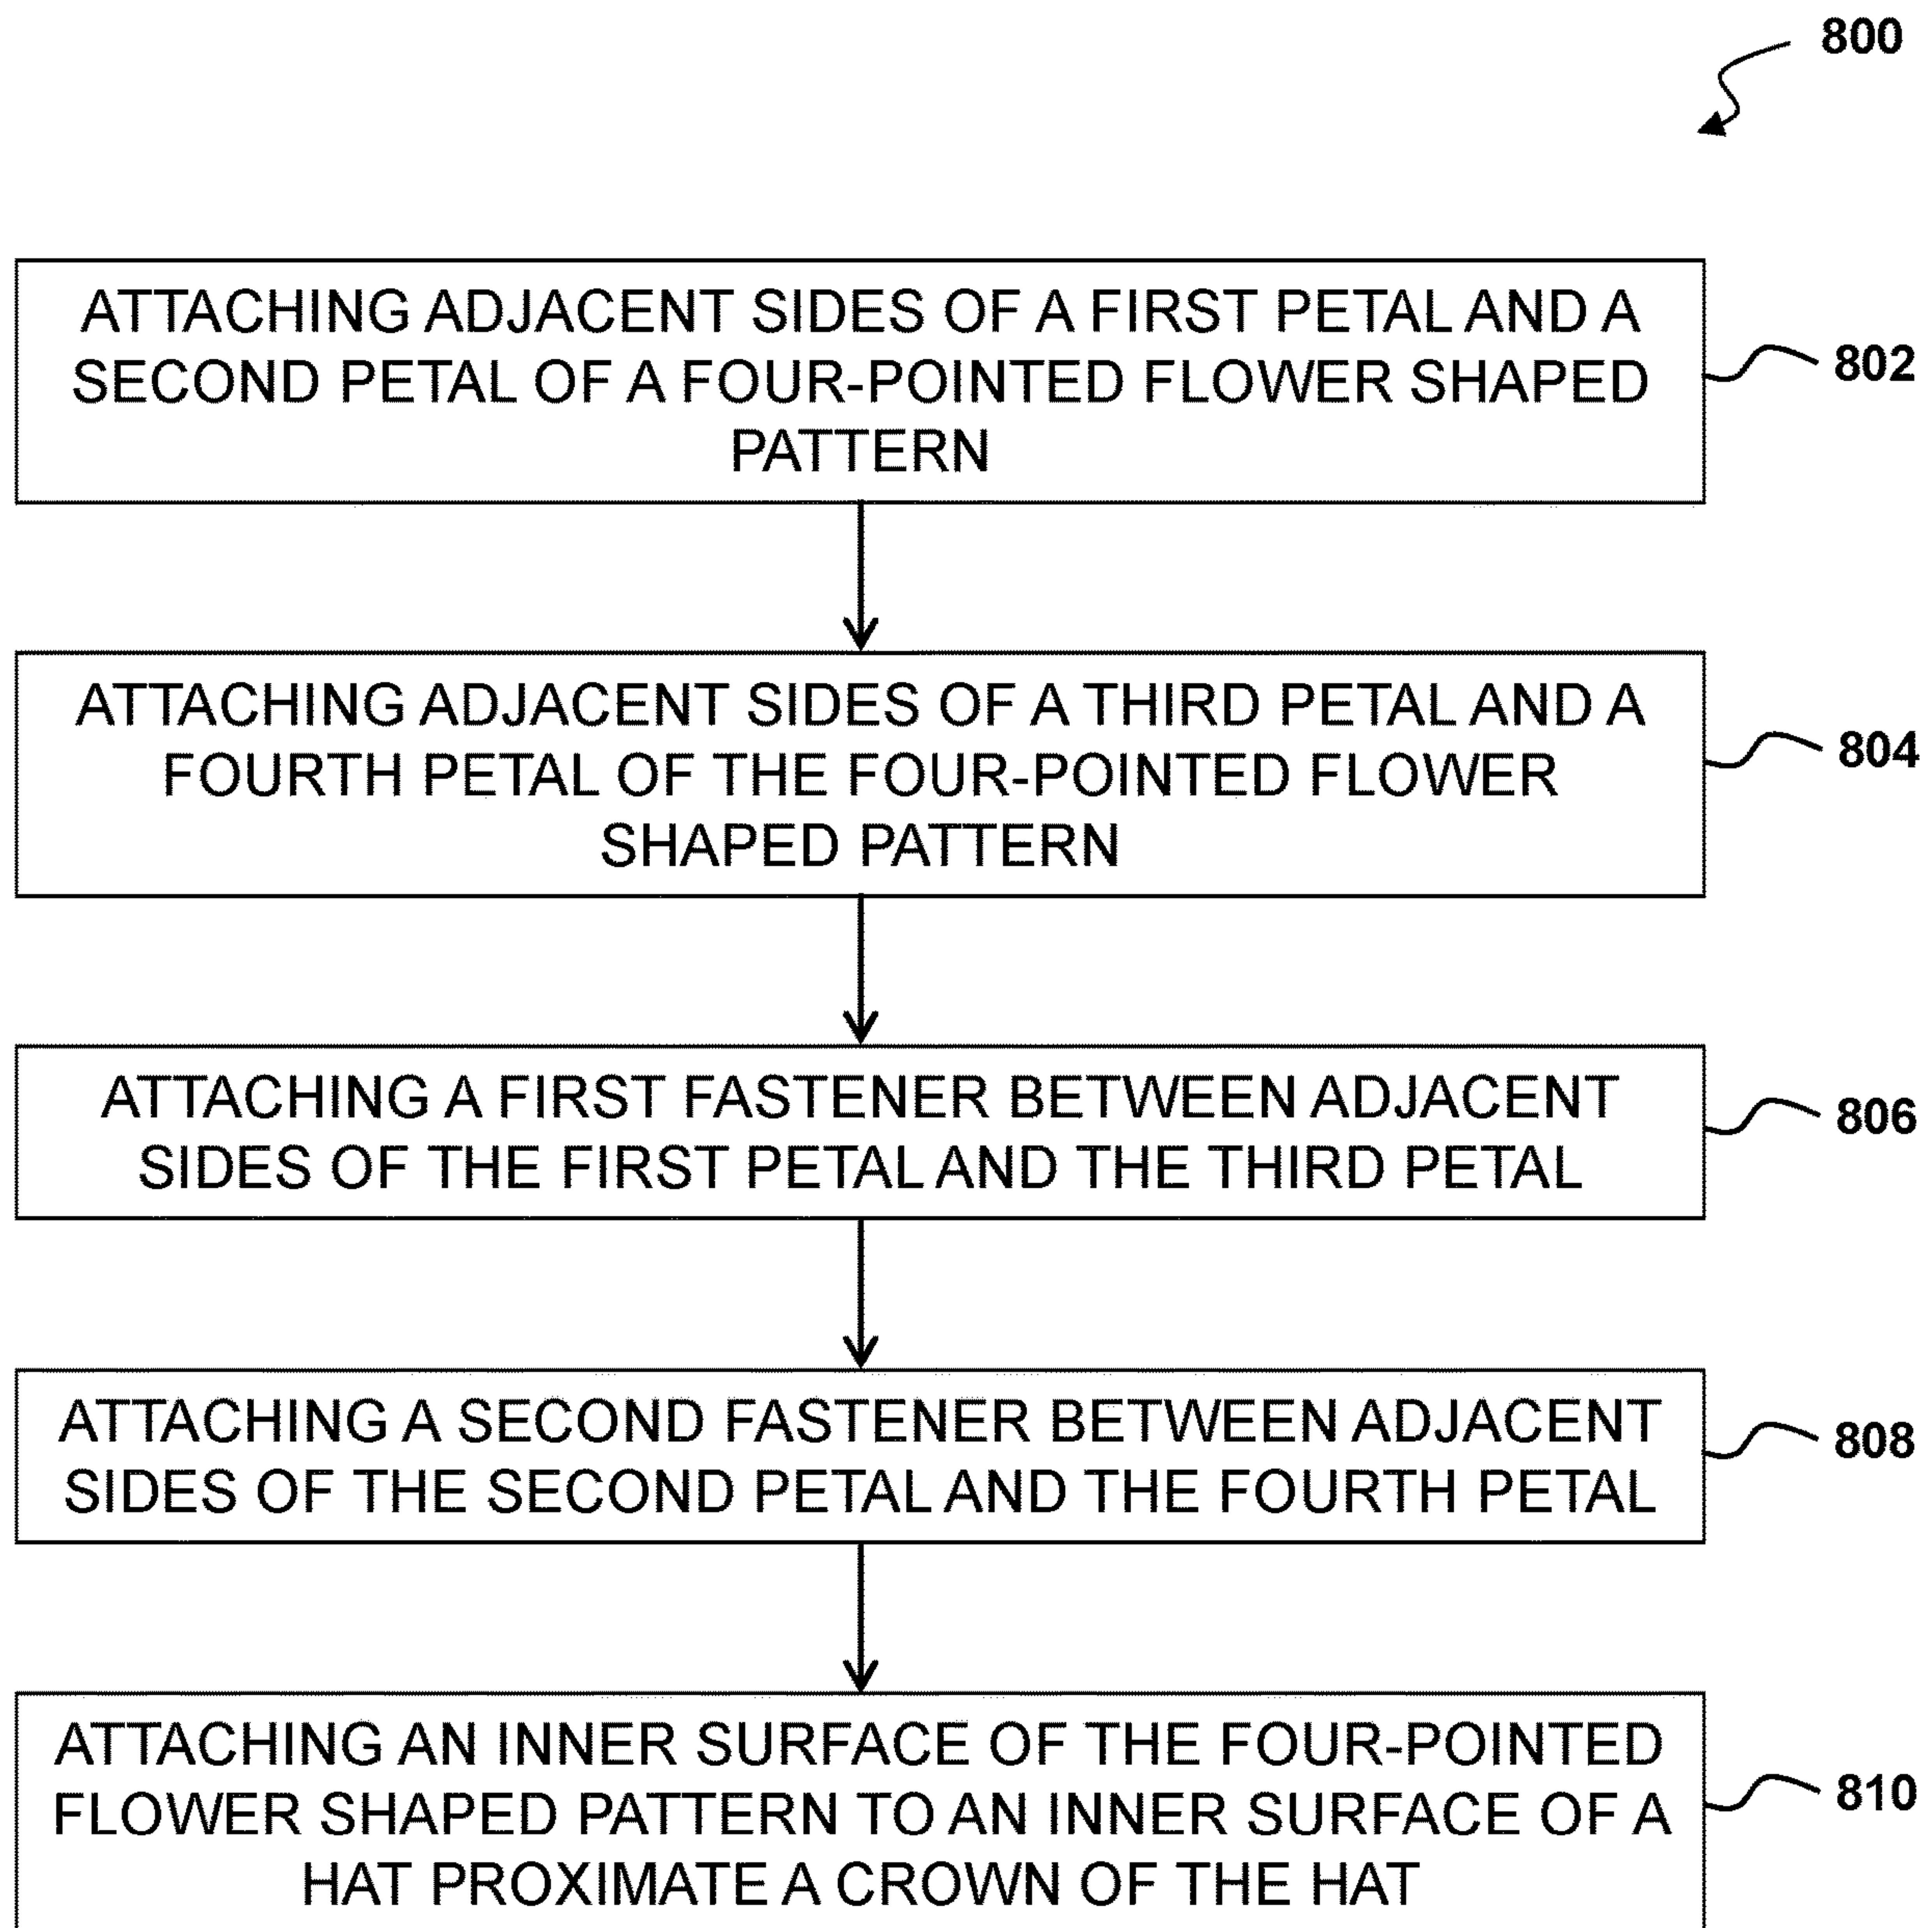 800
ATTACHING ADJACENT SIDES OF A FIRST PETAL AND A
SECOND PETAL OF A FOUR-POINTED FLOWER SHAPED
PATTERN
802
ATTACHING ADJACENT SIDES OF A THIRD PETAL AND A
FOURTH PETAL OF THE FOUR-POINTED FLOWER
SHAPED PATTERN
804
ATTACHING A FIRST FASTENER BETWEEN ADJACENT
SIDES OF THE FIRST PETAL AND THE THIRD PETAL
806
ATTACHING A SECOND FASTENER BETWEEN ADJACENT
SIDES OF THE SECOND PETAL AND THE FOURTH PETAL
808
ATTACHING AN INNER SURFACE OF THE FOUR-POINTED
FLOWER SHAPED PATTERN TO AN INNER SURFACE OF A
HAT PROXIMATE A CROWN OF THE HAT
810